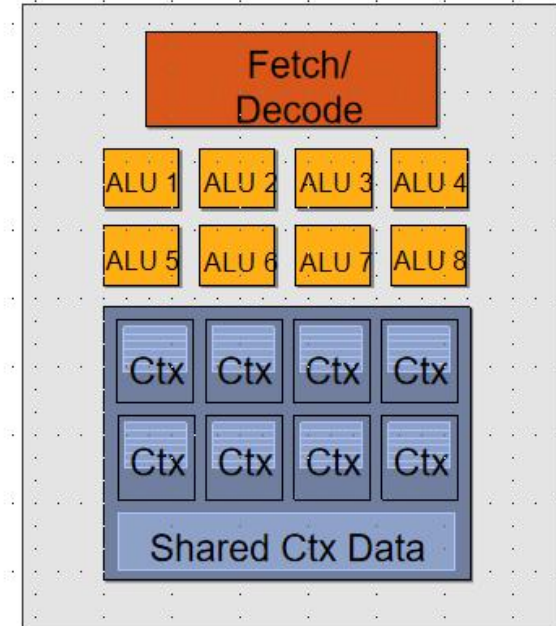 Fetch/
Decode
ALU 1 ALU 2 ALU 3 ALU 4
ALU 5 ALU 6 ALU 7 ALU 8
Ctx Ctx Ctx Ctx
Ctx Ctx Ctx Ctx
Shared Ctx Data